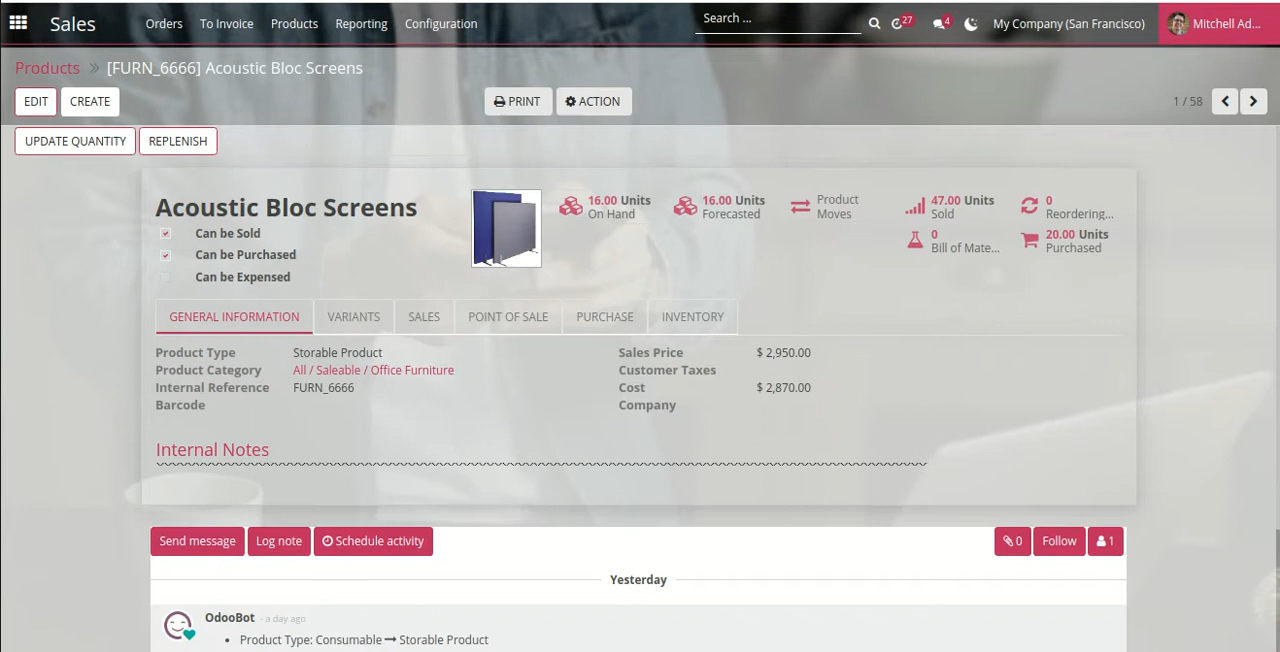 Sales Orders To Invoice Products Reporting Configuration Search ... 27 4 My Company (San Francisco) Mitchell Ad...
Products » [FURN_6666] Acoustic Bloc Screens
EDIT CREATE PRINT ACTION 1 / 58
UPDATE QUANTITY REPLENISH
Acoustic Bloc Screens
Can be Sold
Can be Purchased
Can be Expensed
16.00 Units
On Hand
16.00 Units
Forecasted
Product
Moves
47.00 Units
Sold
0
Reordering...
0
Bill of Mate...
20.00 Units
Purchased
GENERAL INFORMATION VARIANTS SALES POINT OF SALE PURCHASE INVENTORY
Product Type Storable Product
Product Category All / Saleable / Office Furniture
Internal Reference FURN_6666
Barcode
Sales Price $ 2,950.00
Customer Taxes
Cost $ 2,870.00
Company
Internal Notes
Send message Log note Schedule activity 0 Follow 1
Yesterday
OdooBot - a day ago
• Product Type: Consumable → Storable Product